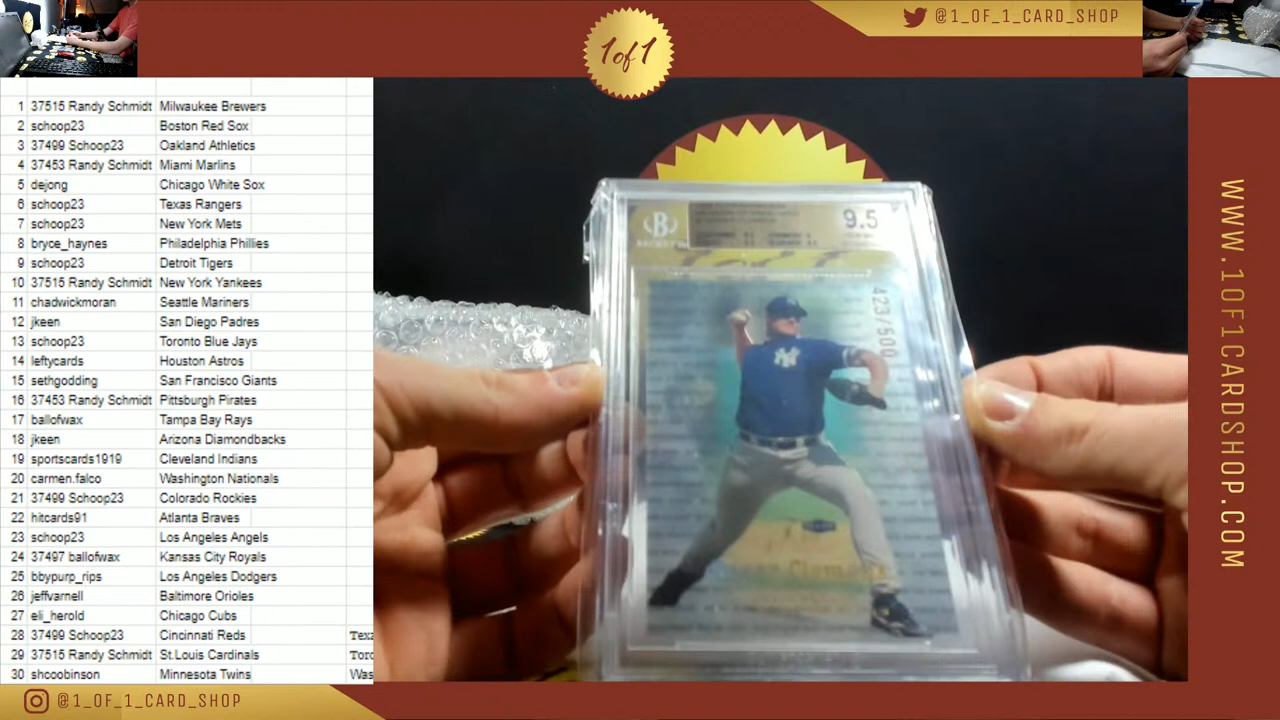 1of1
@1_OF_1_CARD_SHOP
1 37515 Randy Schmidt Milwaukee Brewers
2 schoop23 Boston Red Sox
3 37499 Schoop23 Oakland Athletics
4 37453 Randy Schmidt Miami Marlins
5 dejong Chicago White Sox
6 schoop23 Texas Rangers
7 schoop23 New York Mets
8 bryce_haynes Philadelphia Phillies
9 schoop23 Detroit Tigers
10 37515 Randy Schmidt New York Yankees
11 chadwickmoran Seattle Mariners
12 jkeen San Diego Padres
13 schoop23 Toronto Blue Jays
14 leftycards Houston Astros
15 sethgodding San Francisco Giants
16 37453 Randy Schmidt Pittsburgh Pirates
17 ballofwax Tampa Bay Rays
18 jkeen Arizona Diamondbacks
19 sportscards1919 Cleveland Indians
20 carmen.falco Washington Nationals
21 37499 Schoop23 Colorado Rockies
22 hitcards91 Atlanta Braves
23 schoop23 Los Angeles Angels
24 37497 ballofwax Kansas City Royals
25 bbypurp_rips Los Angeles Dodgers
26 jeffvarnell Baltimore Orioles
27 eli_herold Chicago Cubs
28 37499 Schoop23 Cincinnati Reds Texa
29 37515 Randy Schmidt St.Louis Cardinals Toro
30 shcoobinson Minnesota Twins Was
B
9.5
423/500
NY
Clemens
WWW.1OF1CARDSHOP.COM
@1_OF_1_CARD_SHOP